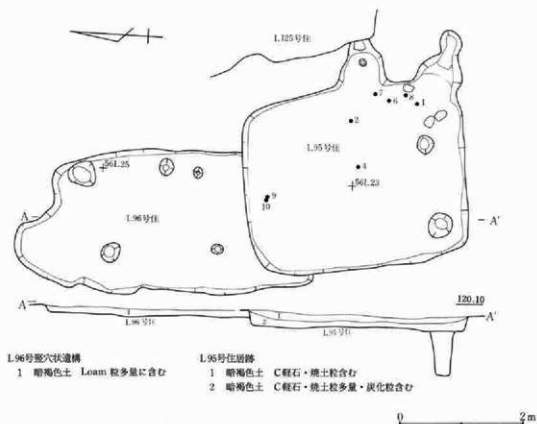 L125号住
7
8
6
1
2
L95号住
4
56L23
56L25
9
10
L96号住
A
A'
A
120.10
A'
L96号住
1
2
L95号住
L96号竪穴状遺構
1 暗褐色土 Loam 粒多量に含む
L95号住居跡
1 暗褐色土 C軽石・焼土粒含む
2 暗褐色土 C軽石・焼土粒多量・炭化粒含む
0 2m